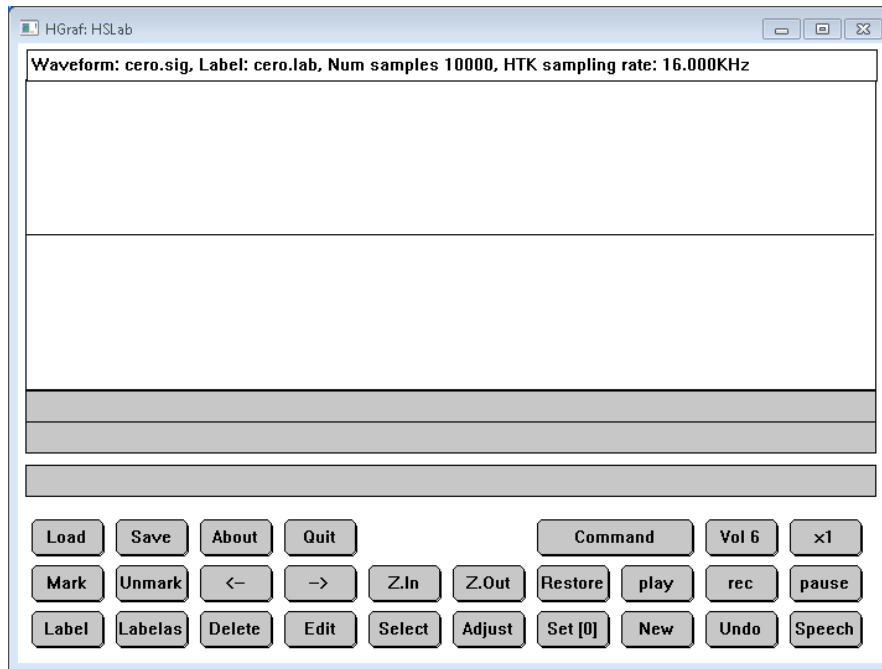 HGraf: HSLab
Waveform: cero.sig, Label: cero.lab, Num samples 10000, HTK sampling rate: 16.000KHz
Load Save About Quit Command Vol 6 x1
Mark Unmark <- -> Z.In Z.Out Restore play rec pause
Label Labelas Delete Edit Select Adjust Set [0] New Undo Speech